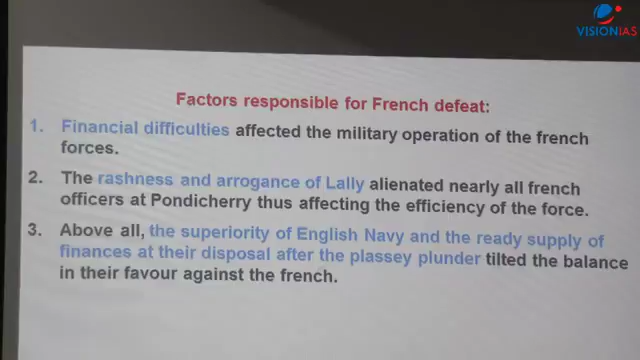 VISIONIAS
Factors responsible for French defeat:
1. Financial difficulties affected the military operation of the french
forces.
2. The rashness and arrogance of Lally alienated nearly all french
officers at Pondicherry thus affecting the efficiency of the force.
3. Above all, the superiority of English Navy and the ready supply of
finances at their disposal after the plassey plunder tilted the balance
in their favour against the french.